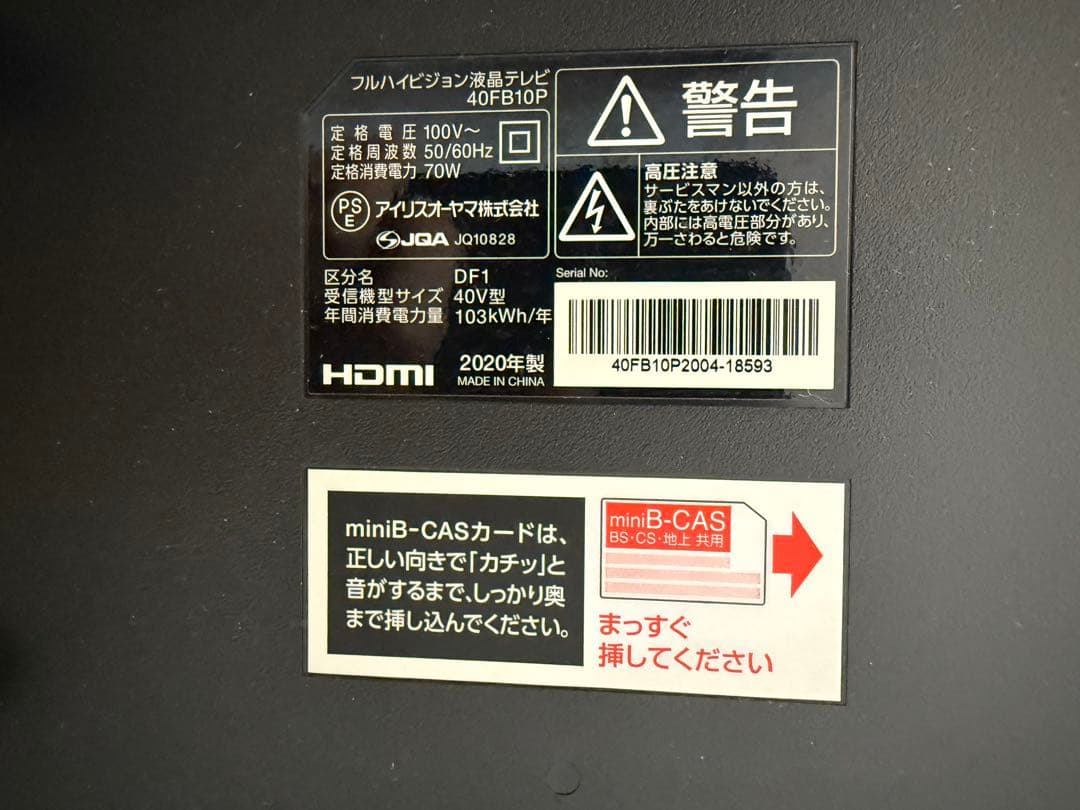 フルハイビジョン液晶テレビ
40FB10P
定格電圧 100V～
定格周波数 50/60Hz
定格消費電力 70W
PS
E
アイリスオーヤマ株式会社
JQA JQ10828
区分名 DF1
受信機型サイズ 40V型
年間消費電力量 103kWh/年
HDMI
2020年製
MADE IN CHINA
警告
高圧注意
サービスマン以外の方は、
裏ぶたをあけないでください。
内部には高電圧部分があり、
万一さわると危険です。
Serial No:
40FB10P2004-18593
miniB-CASカードは、
正しい向きで「カチッ」と
音がするまで、しっかり奥
まで挿し込んでください。
miniB-CAS
BS・CS・地上 共用
まっすぐ
挿してください